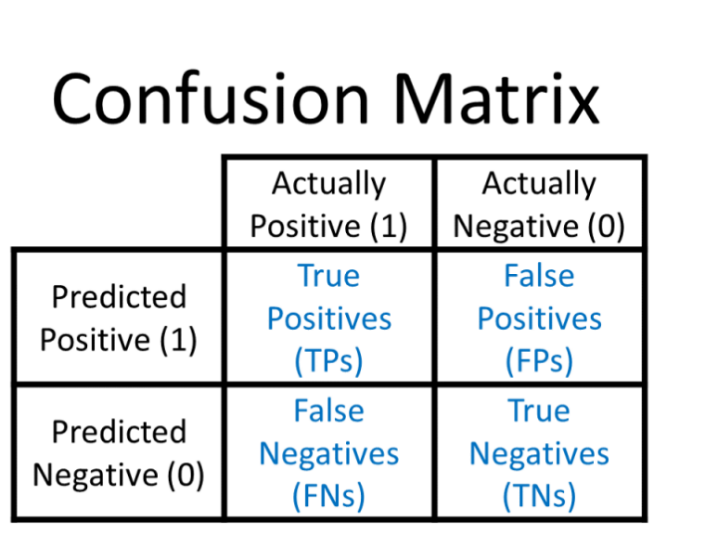 Confusion Matrix
Actually
Positive (1)
Actually
Negative (0)
Predicted
Positive (1)
True
Positives
(TPs)
False
Positives
(FPs)
Predicted
Negative (0)
False
Negatives
(FNs)
True
Negatives
(TNs)